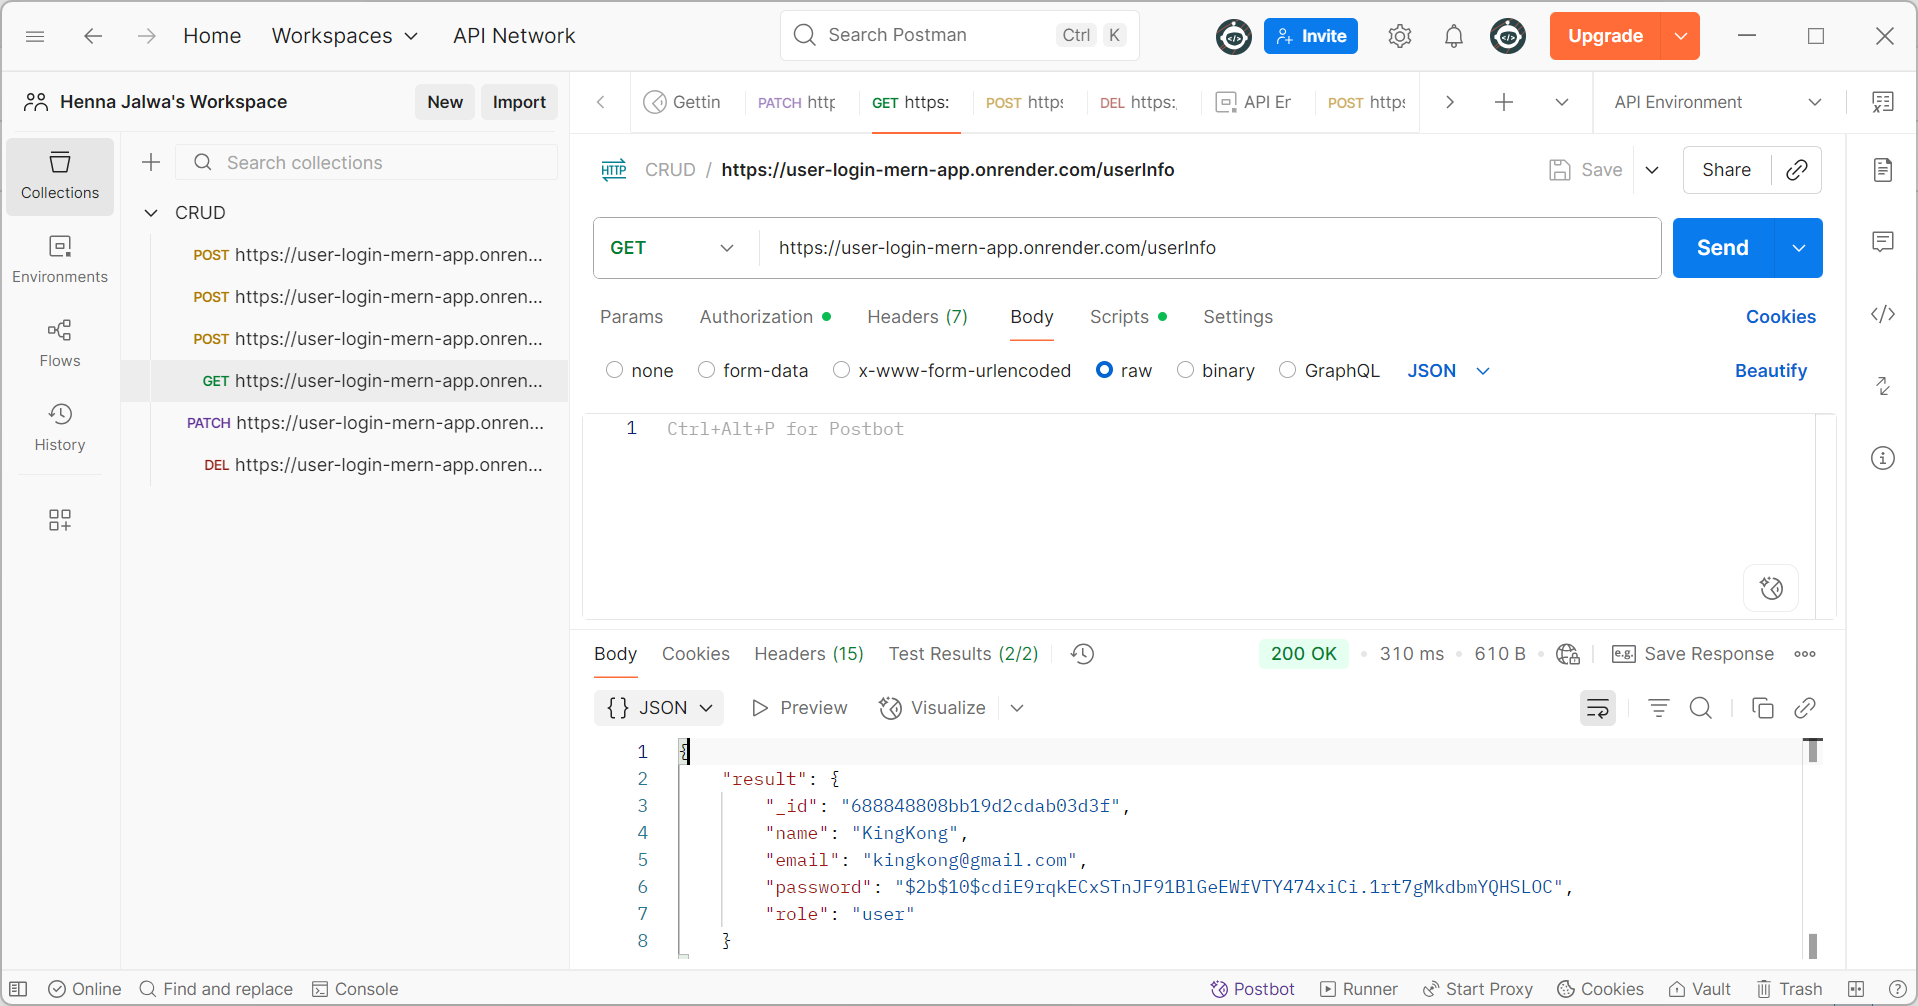 Home Workspaces API Network Search Postman Ctrl K Invite Upgrade
Henna Jalwa's Workspace New Import
Gettin PATCH http GET https: POST https DEL https: API Er POST https API Environment
Collections
Environments
Flows
History
Search collections
CRUD
POST https://user-login-mern-app.onren...
POST https://user-login-mern-app.onren...
POST https://user-login-mern-app.onren...
GET https://user-login-mern-app.onren...
PATCH https://user-login-mern-app.onren...
DEL https://user-login-mern-app.onren...
HTTP CRUD / https://user-login-mern-app.onrender.com/userInfo Save Share
GET https://user-login-mern-app.onrender.com/userInfo Send
Params Authorization Headers (7) Body Scripts Settings Cookies
none form-data x-www-form-urlencoded raw binary GraphQL JSON Beautify
1 Ctrl+Alt+P for Postbot
Body Cookies Headers (15) Test Results (2/2) 200 OK • 310 ms • 610 B • e.g. Save Response
{} JSON Preview Visualize
1 {
2 "result": {
3 "_id": "688848808bb19d2cdab03d3f",
4 "name": "KingKong",
5 "email": "kingkong@gmail.com",
6 "password": "$2b$10$cdiE9rqkECxSTnJF91BlGeEWfVTY474xiCi.1rt7gMkdbmYQHSLOC",
7 "role": "user"
8 }
Online Find and replace Console Postbot Runner Start Proxy Cookies Vault Trash